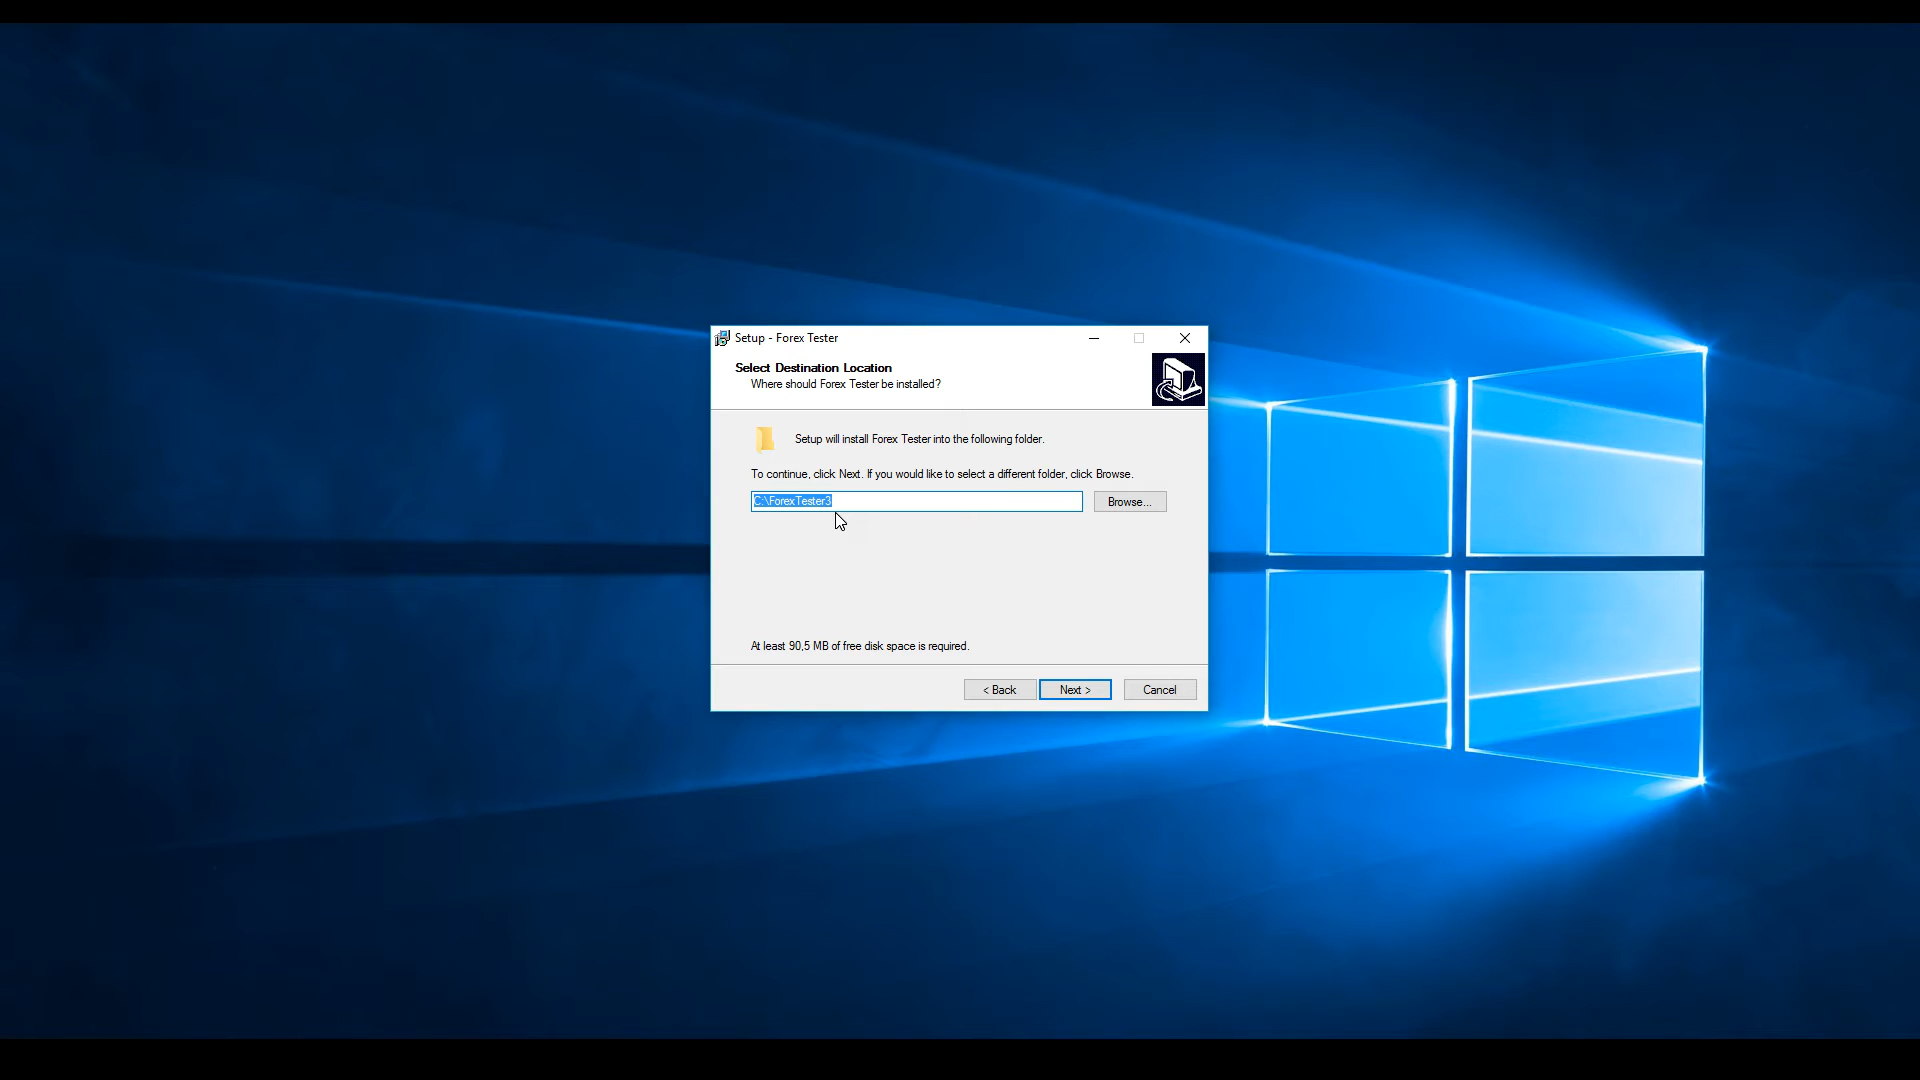 Setup - Forex Tester
Select Destination Location
Where should Forex Tester be installed?
Setup will install Forex Tester into the following folder.
To continue, click Next. If you would like to select a different folder, click Browse.
C:\ForexTester3
Browse...
At least 90,5 MB of free disk space is required.
< Back
Next >
Cancel